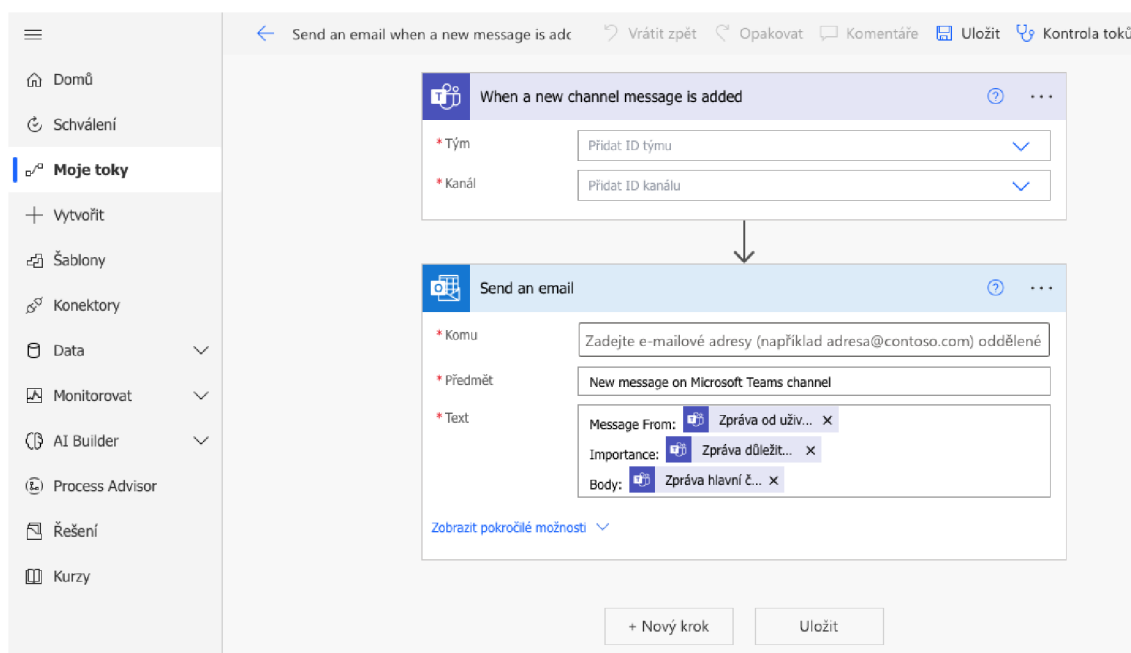 Send an email when a new message is adc
Vrátit zpět
Opakovat
Komentáře
Uložit
Kontrola toků
Domů
Schválení
Moje toky
Vytvořit
Šablony
Konektory
Data
Monitorovat
AI Builder
Process Advisor
Řešení
Kurzy
When a new channel message is added
* Tým
Přidat ID týmu
* Kanál
Přidat ID kanálu
Send an email
* Komu
Zadejte e-mailové adresy (například adresa@contoso.com) oddělené
* Předmět
New message on Microsoft Teams channel
* Text
Message From: Zpráva od uživ... ×
Importance: Zpráva důležit... ×
Body: Zpráva hlavní č... ×
Zobrazit pokročilé možnosti
+ Nový krok
Uložit